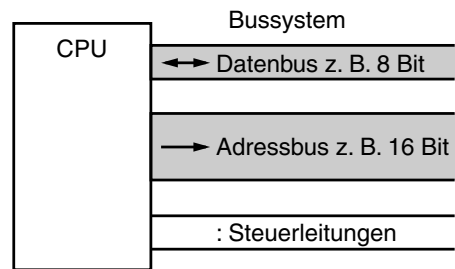 Bussystem
CPU
Datenbus z. B. 8 Bit
Adressbus z. B. 16 Bit
: Steuerleitungen